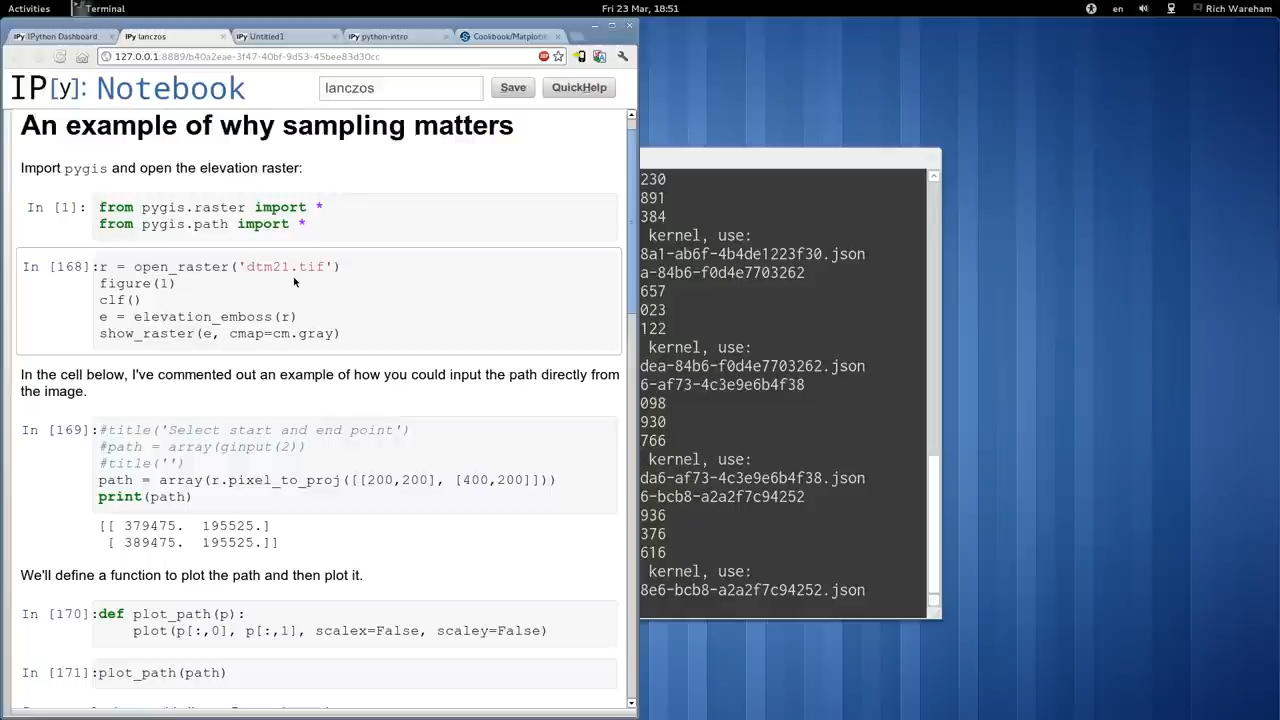 Activities
Terminal
Fri 23 Mar, 18:51
en
Rich Wareham
IP[y] IPython Dashboard
IP[y] lanczos
IP[y] Untitled1
IP[y] python-intro
Cookbook/Matplotli
127.0.0.1:8889/b40a2eae-3f47-40bf-9d53-45bee83d30cc
IP[y]: Notebook
lanczos
Save
QuickHelp
An example of why sampling matters
Import pygis and open the elevation raster:
In [1]: from pygis.raster import *
from pygis.path import *
In [168]: r = open_raster('dtm21.tif')
figure(1)
clf()
e = elevation_emboss(r)
show_raster(e, cmap=cm.gray)
In the cell below, I've commented out an example of how you could input the path directly from
the image.
In [169]: #title('Select start and end point')
#path = array(ginput(2))
#title('')
path = array(r.pixel_to_proj([[200,200], [400,200]]))
print(path)
[[ 379475.  195525.]
 [ 389475.  195525.]]
We'll define a function to plot the path and then plot it.
In [170]: def plot_path(p):
    plot(p[:,0], p[:,1], scalex=False, scaley=False)
In [171]: plot_path(path)
230
891
384
kernel, use:
8a1-ab6f-4b4de1223f30.json
a-84b6-f0d4e7703262
657
023
122
kernel, use:
dea-84b6-f0d4e7703262.json
6-af73-4c3e9e6b4f38
098
930
766
kernel, use:
da6-af73-4c3e9e6b4f38.json
6-bcb8-a2a2f7c94252
936
376
616
kernel, use:
8e6-bcb8-a2a2f7c94252.json